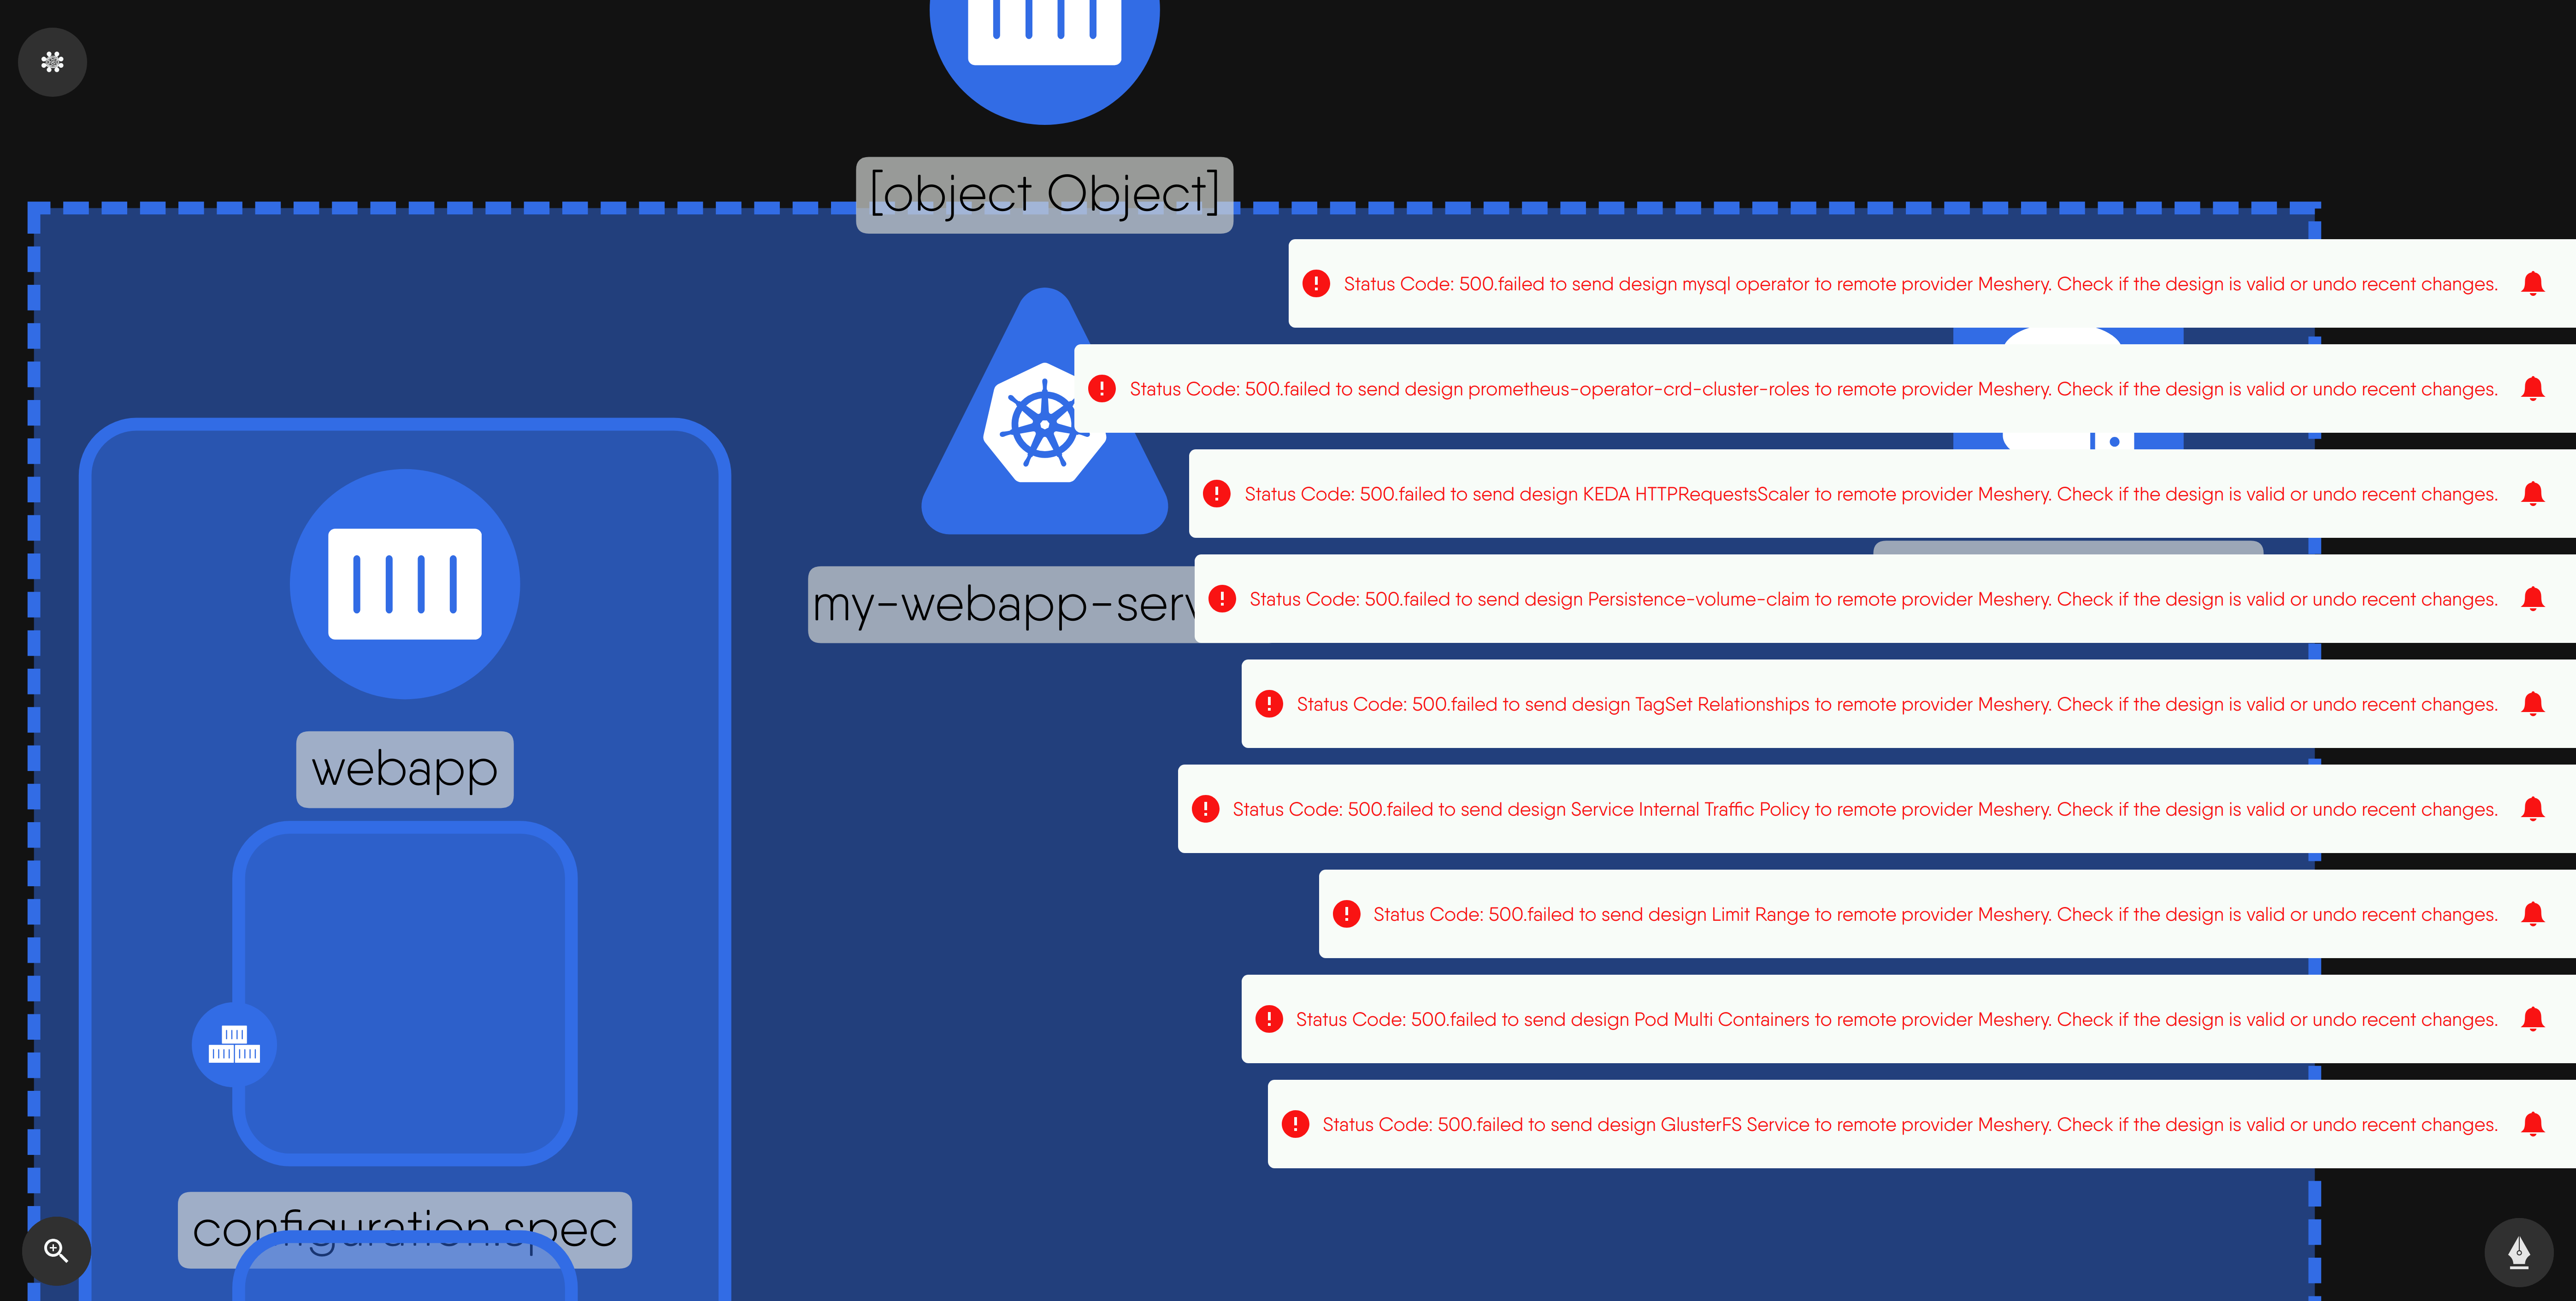 [object Object]
Status Code: 500.failed to send design mysql operator to remote provider Meshery. Check if the design is valid or undo recent changes.
Status Code: 500.failed to send design prometheus-operator-crd-cluster-roles to remote provider Meshery. Check if the design is valid or undo recent changes.
Status Code: 500.failed to send design KEDA HTTPRequestsScaler to remote provider Meshery. Check if the design is valid or undo recent changes.
my-webapp-serv
Status Code: 500.failed to send design Persistence-volume-claim to remote provider Meshery. Check if the design is valid or undo recent changes.
Status Code: 500.failed to send design TagSet Relationships to remote provider Meshery. Check if the design is valid or undo recent changes.
webapp
Status Code: 500.failed to send design Service Internal Traffic Policy to remote provider Meshery. Check if the design is valid or undo recent changes.
Status Code: 500.failed to send design Limit Range to remote provider Meshery. Check if the design is valid or undo recent changes.
Status Code: 500.failed to send design Pod Multi Containers to remote provider Meshery. Check if the design is valid or undo recent changes.
Status Code: 500.failed to send design GlusterFS Service to remote provider Meshery. Check if the design is valid or undo recent changes.
configuration.spec